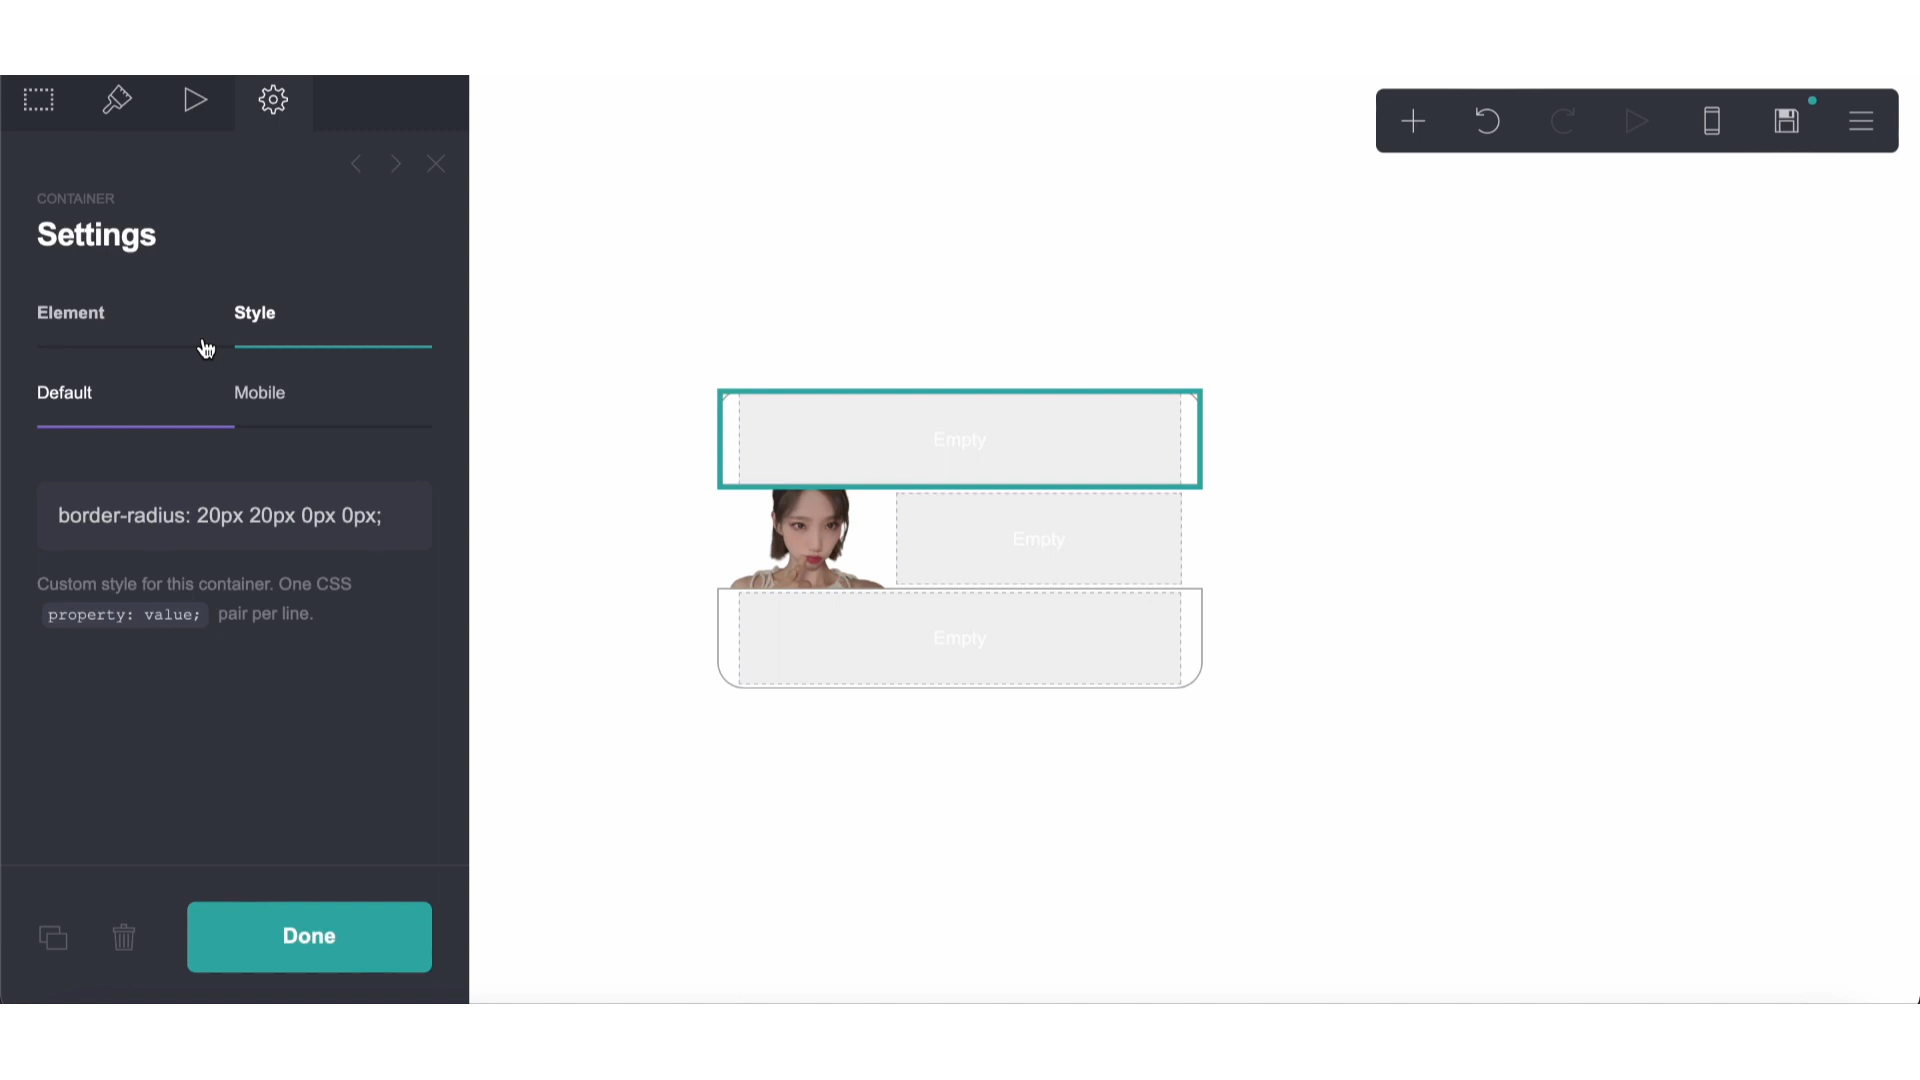 CONTAINER
Settings
Element Style
Default Mobile
border-radius: 20px 20px 0px 0px;
Custom style for this container. One CSS
property: value; pair per line.
Done
Empty
Empty
Empty